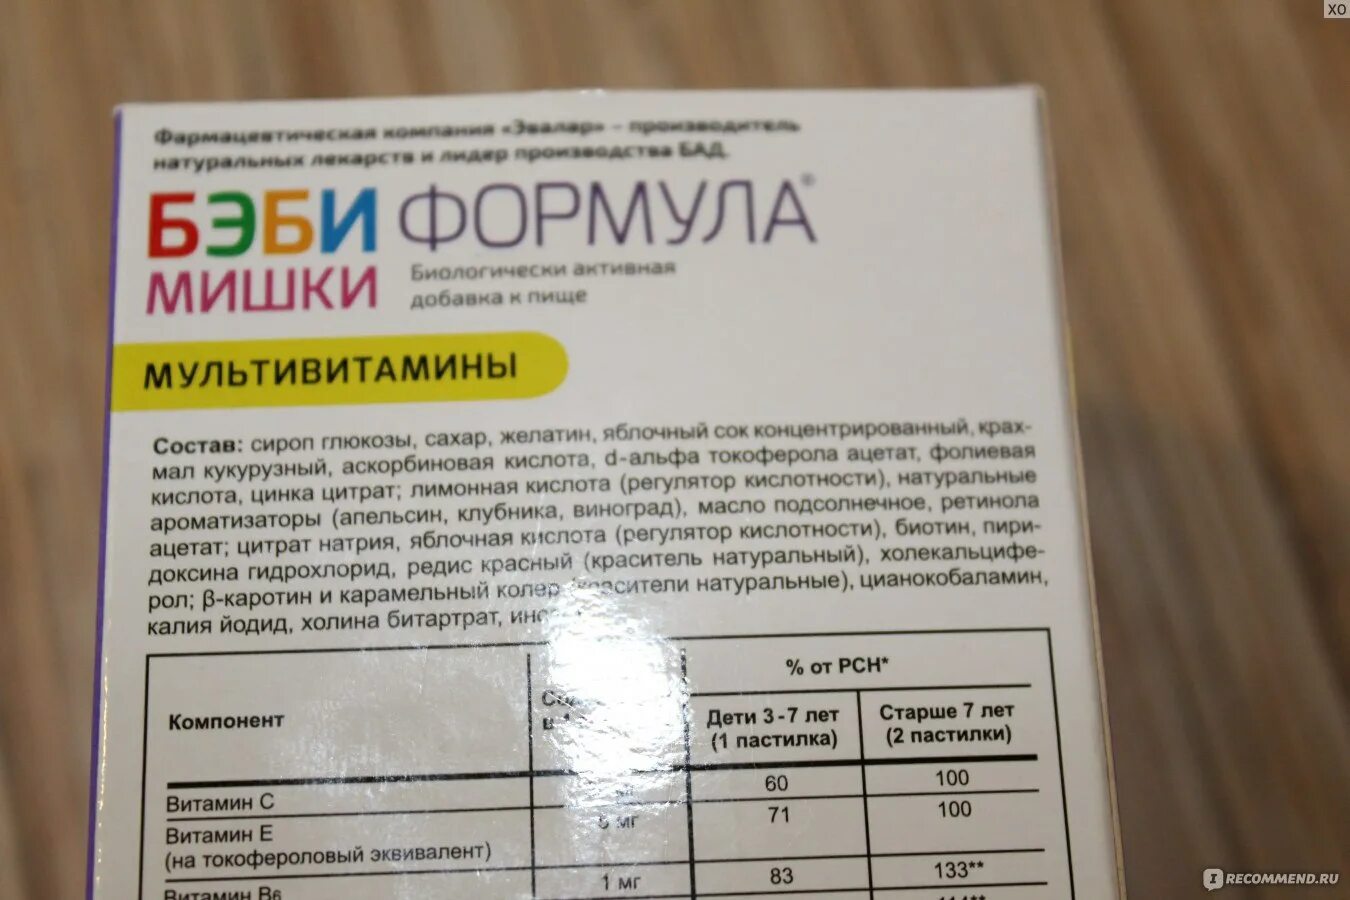 Фармацевтическая компания «Эвалар» – производитель
натуральных лекарств и лидер производства БАД.
БЭБИ ФОРМУЛА®
МИШКИ
Биологически активная
добавка к пище
МУЛЬТИВИТАМИНЫ
Состав: сироп глюкозы, сахар, желатин, яблочный сок концентрированный, крах-
мал кукурузный, аскорбиновая кислота, d-альфа токоферола ацетат, фолиевая
кислота, цинка цитрат; лимонная кислота (регулятор кислотности), натуральные
ароматизаторы (апельсин, клубника, виноград), масло подсолнечное, ретинола
ацетат; цитрат натрия, яблочная кислота (регулятор кислотности), биотин, пири-
доксина гидрохлорид, редис красный (краситель натуральный), холекальцифе-
рол; β-каротин и карамельный колер натуральные), цианокобаламин,
калия йодид, холина битартрат,
% от РСН*
Компонент
Дети 3-7 лет
(1 пастилка)
Старше 7 лет
(2 пастилки)
Витамин С 60 100
Витамин Е
(на токофероловый эквивалент) мг 71 100
Витамин В6 1 мг 83 133**
XO
IRECOMMEND.RU